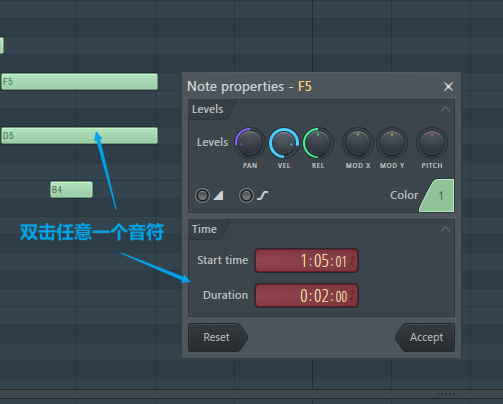 F5
Note properties - F5
Levels
D5
Levels
PAN VEL REL MOD X MOD Y PITCH
B4
Color 1
双击任意一个音符
Time
Start time 1:05:01
Duration 0:02:00
Reset Accept